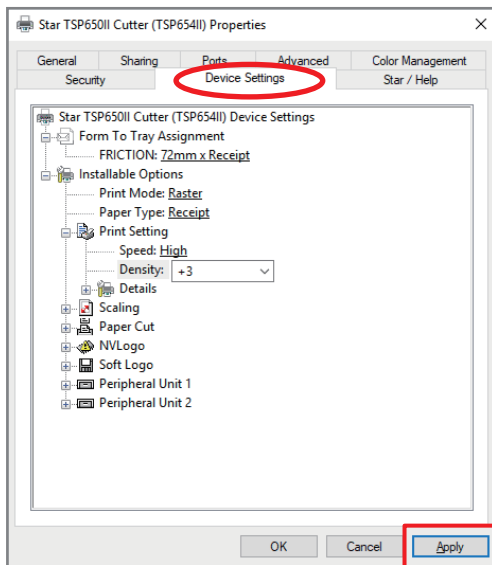 Star TSP650II Cutter (TSP654II) Properties
General Sharing Ports Advanced Color Management
Security Device Settings Star / Help
Star TSP650II Cutter (TSP654II) Device Settings
Form To Tray Assignment
FRICTION: 72mm x Receipt
Installable Options
Print Mode: Raster
Paper Type: Receipt
Print Setting
Speed: High
Density: +3
Details
Scaling
Paper Cut
NVLogo
Soft Logo
Peripheral Unit 1
Peripheral Unit 2
OK Cancel Apply